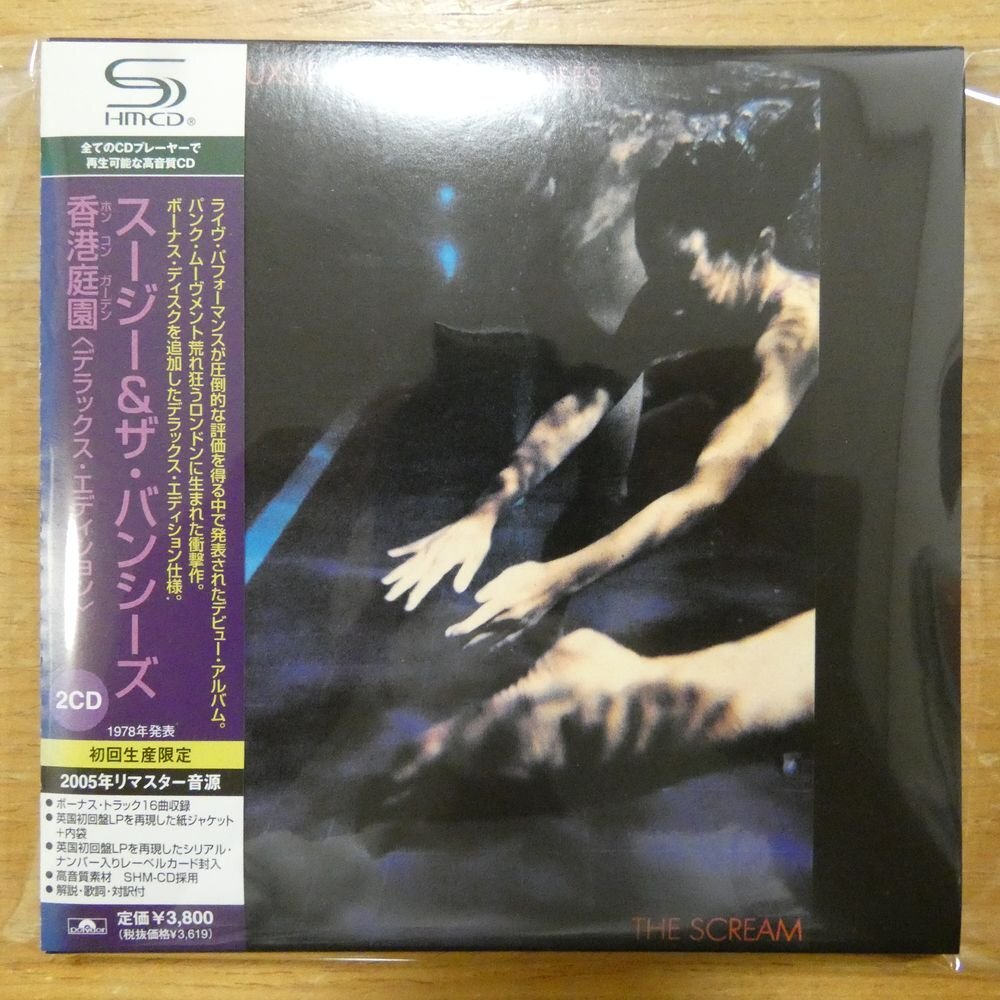 SHM-CD®
全てのCDプレーヤーで
再生可能な高音質CD
ライヴ・パフォーマンスが圧倒的な評価を得る中で発表されたデビュー・アルバム。
パンク・ムーヴメント荒れ狂うロンドンに生まれた衝撃作。
ボーナス・ディスクを追加したデラックス・エディション仕様。
スージー&ザ・バンシーズ
ホンコンガーデン
香港庭園〈デラックス・エディション〉
2CD
1978年発表
初回生産限定
2005年リマスター音源
●ボーナス・トラック16曲収録
●英国初回盤LPを再現した紙ジャケット
+内袋
●英国初回盤LPを再現したシリアル・
ナンバー入りレーベルカード封入
●高音質素材 SHM-CD採用
●解説・歌詞・対訳付
polydor
定価¥3,800
(税抜価格¥3,619)
THE SCREAM